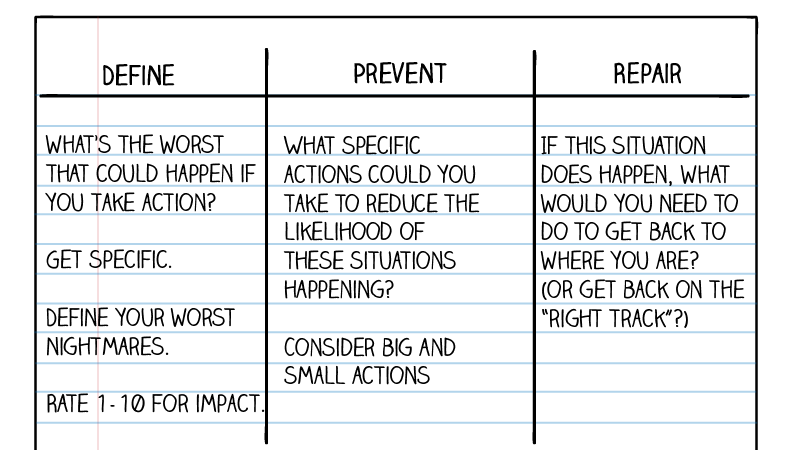 DEFINE
WHAT'S THE WORST
THAT COULD HAPPEN IF
YOU TAKE ACTION?
GET SPECIFIC.
DEFINE YOUR WORST
NIGHTMARES.
RATE 1-10 FOR IMPACT.
PREVENT
WHAT SPECIFIC
ACTIONS COULD YOU
TAKE TO REDUCE THE
LIKELIHOOD OF
THESE SITUATIONS
HAPPENING?
CONSIDER BIG AND
SMALL ACTIONS
REPAIR
IF THIS SITUATION
DOES HAPPEN, WHAT
WOULD YOU NEED TO
DO TO GET BACK TO
WHERE YOU ARE?
(OR GET BACK ON THE
"RIGHT TRACK"?)